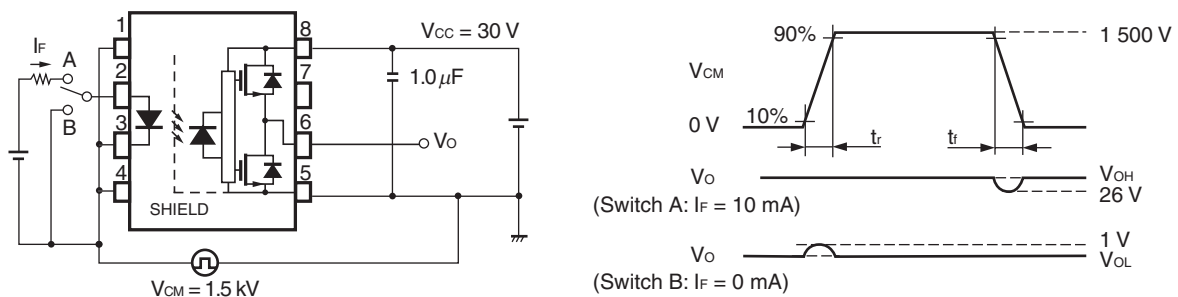 1
8
VCC = 30 V
IF
A
2
7
1.0 μF
B
3
6
VO
4
5
SHIELD
VCM = 1.5 kV
90%
1 500 V
VCM
10%
0 V
tr
tf
VO
VOH
26 V
(Switch A: IF = 10 mA)
1 V
VO
VOL
(Switch B: IF = 0 mA)